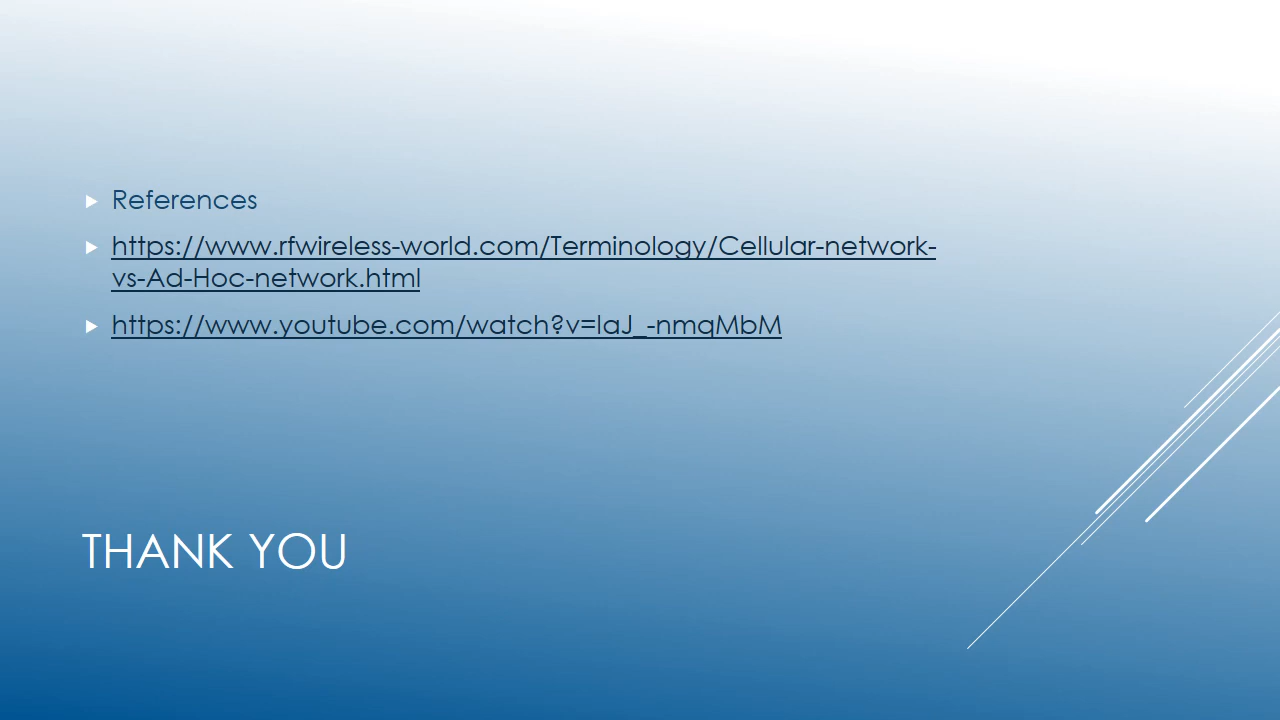 References
https://www.rfwireless-world.com/Terminology/Cellular-network-
vs-Ad-Hoc-network.html
https://www.youtube.com/watch?v=laJ_-nmqMbM
THANK YOU